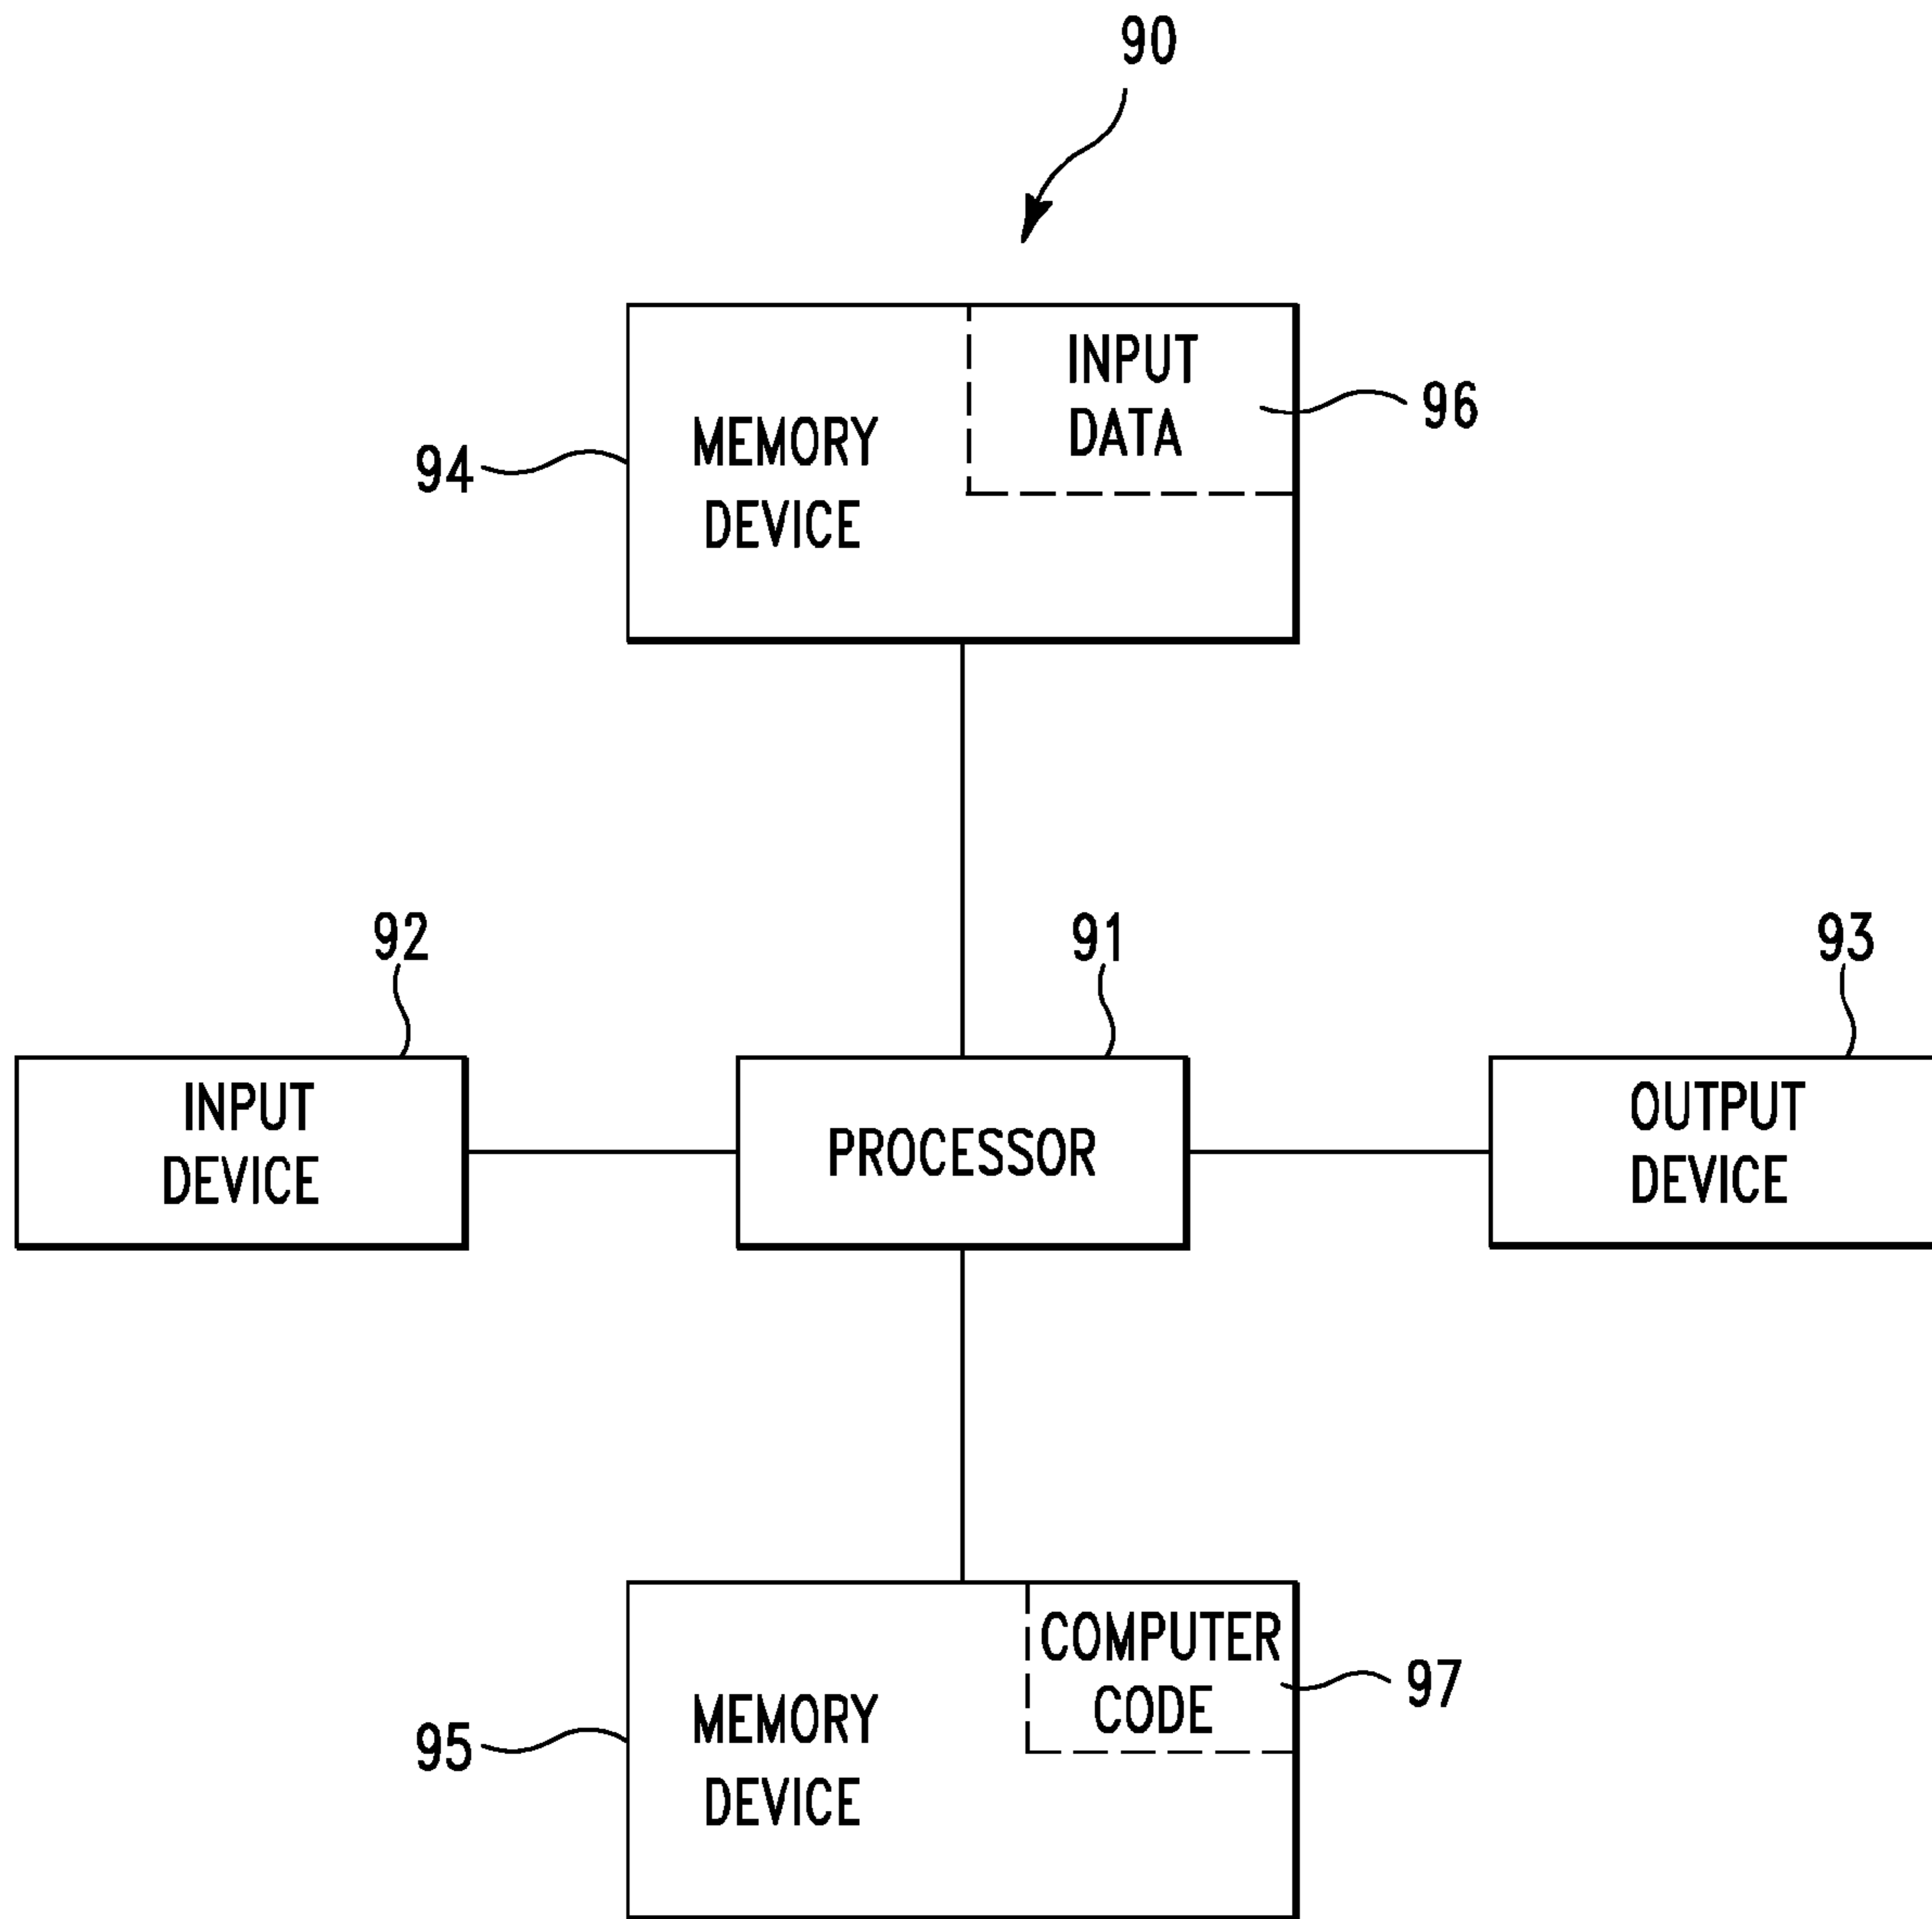 90
INPUT
DATA
96
MEMORY
DEVICE
94
92
91
93
INPUT
DEVICE
PROCESSOR
OUTPUT
DEVICE
COMPUTER
CODE
97
MEMORY
DEVICE
95